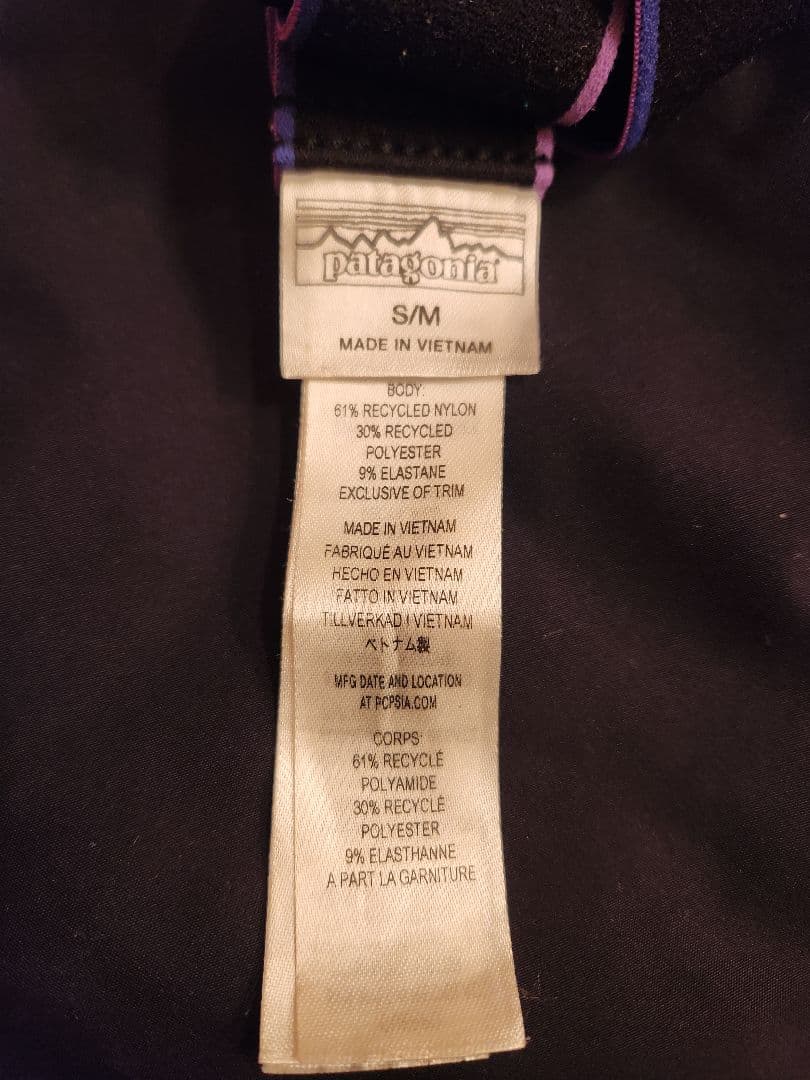 patagonia
S/M
MADE IN VIETNAM
BODY:
61% RECYCLED NYLON
30% RECYCLED
POLYESTER
9% ELASTANE
EXCLUSIVE OF TRIM
MADE IN VIETNAM
FABRIQUÉ AU VIETNAM
HECHO EN VIETNAM
FATTO IN VIETNAM
TILLVERKAD I VIETNAM
ベトナム製
MFG DATE AND LOCATION
AT PCPSIA.COM
CORPS:
61% RECYCLÉ
POLYAMIDE
30% RECYCLÉ
POLYESTER
9% ELASTHANNE
A PART LA GARNITURE